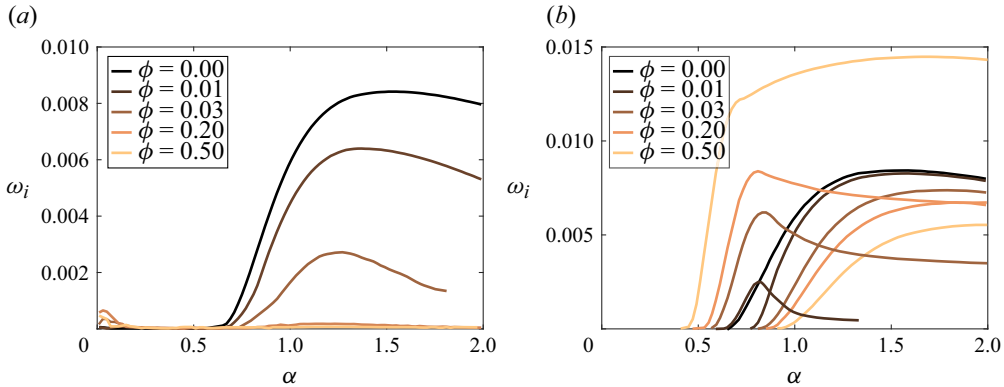 (a)
(b)
0.010
0.008
0.006
0.004
0.002
ω_i
ϕ = 0.00
ϕ = 0.01
ϕ = 0.03
ϕ = 0.20
ϕ = 0.50
0 0.5 1.0 1.5 2.0
α
0.015
0.010
0.005
ω_i
ϕ = 0.00
ϕ = 0.01
ϕ = 0.03
ϕ = 0.20
ϕ = 0.50
0 0.5 1.0 1.5 2.0
α